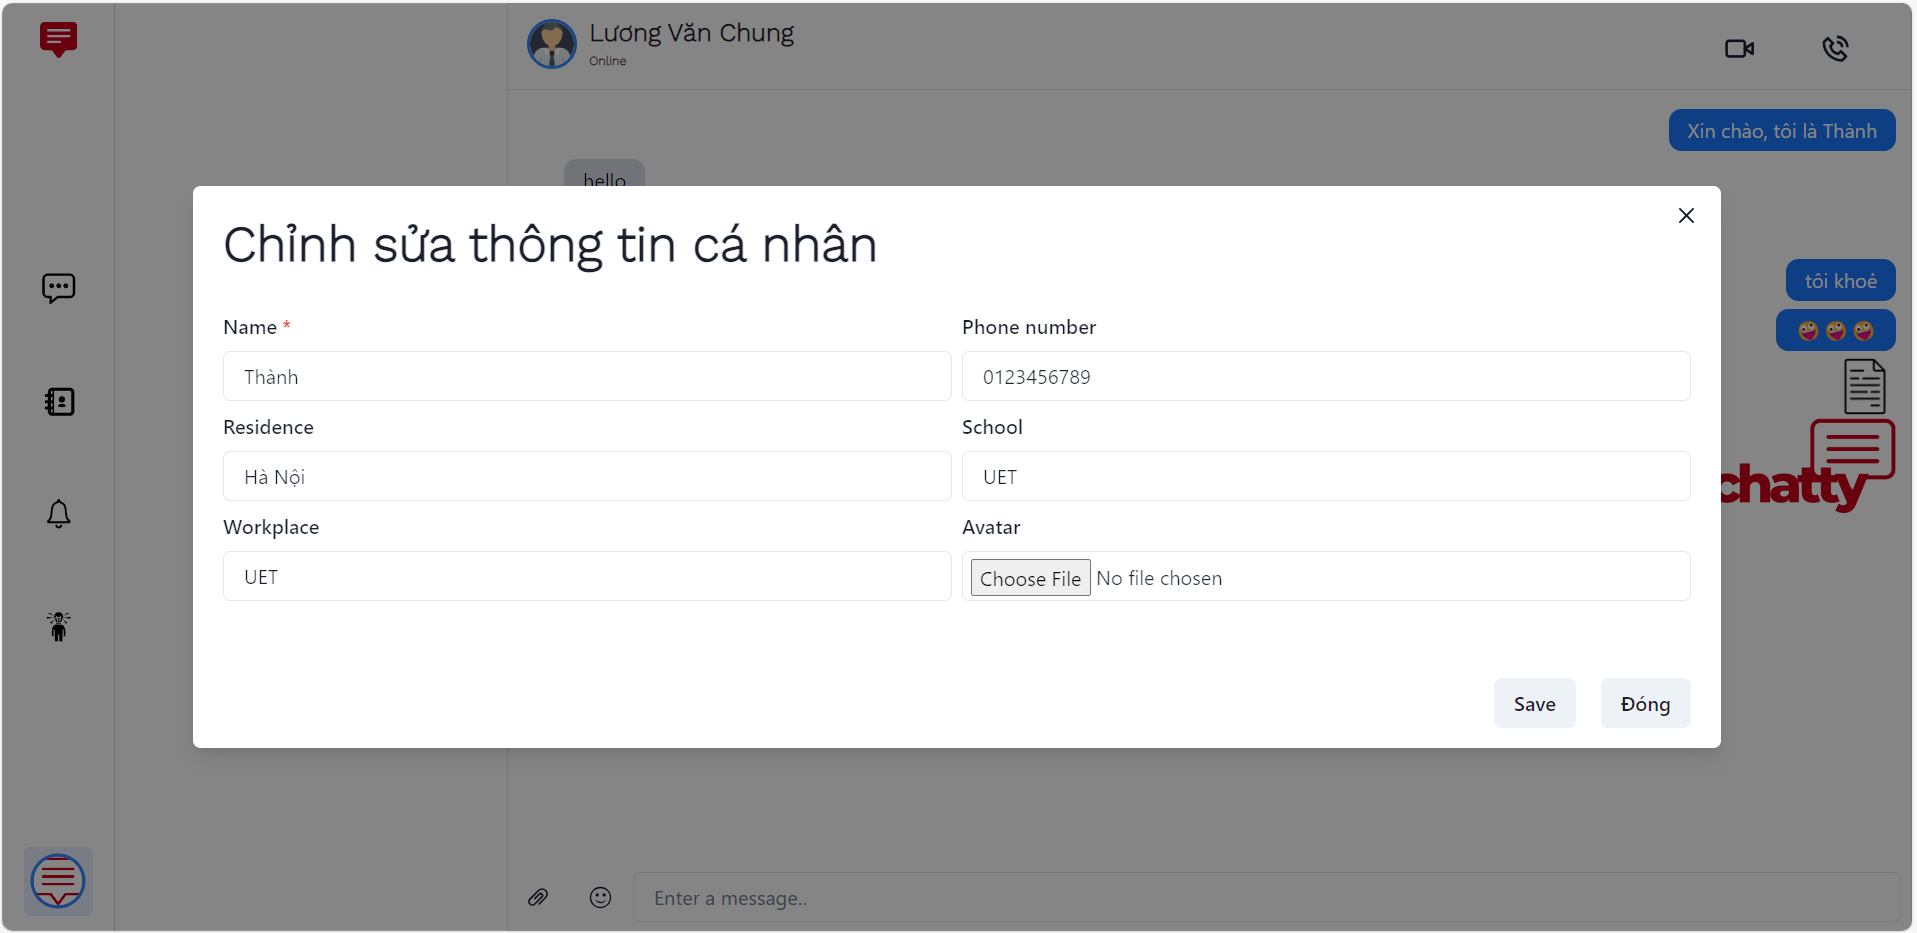 Lương Văn Chung
Online
Xin chào, tôi là Thành
hello
Chỉnh sửa thông tin cá nhân
Name *
Phone number
Thành
0123456789
Residence
School
Hà Nội
UET
Workplace
Avatar
UET
Choose File No file chosen
Save
Đóng
tôi khoẻ
🤪🤪🤪
chatty
Enter a message..